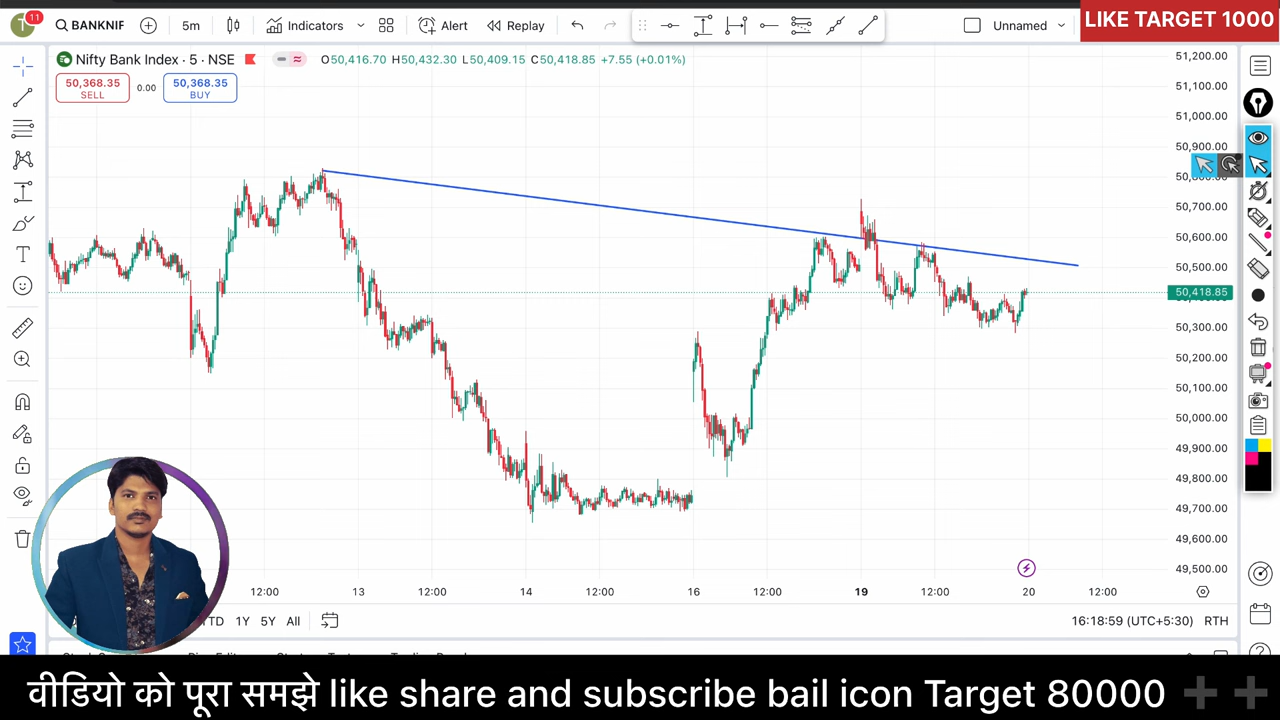 T 11 BANKNIF 5m Indicators Alert Replay Unnamed LIKE TARGET 1000
Nifty Bank Index · 5 · NSE O50,416.70 H50,432.30 L50,409.15 C50,418.85 +7.55 (+0.01%)
50,368.35 SELL 0.00 50,368.35 BUY
51,200.00
51,100.00
51,000.00
50,900.00
50,700.00
50,600.00
50,500.00
50,418.85
50,300.00
50,200.00
50,100.00
50,000.00
49,900.00
49,800.00
49,700.00
49,600.00
49,500.00
12:00 13 12:00 14 12:00 16 12:00 19 12:00 20 12:00
TD 1Y 5Y All 16:18:59 (UTC+5:30) RTH
वीडियो को पूरा समझे like share and subscribe bail icon Target 80000 ➕ ➕